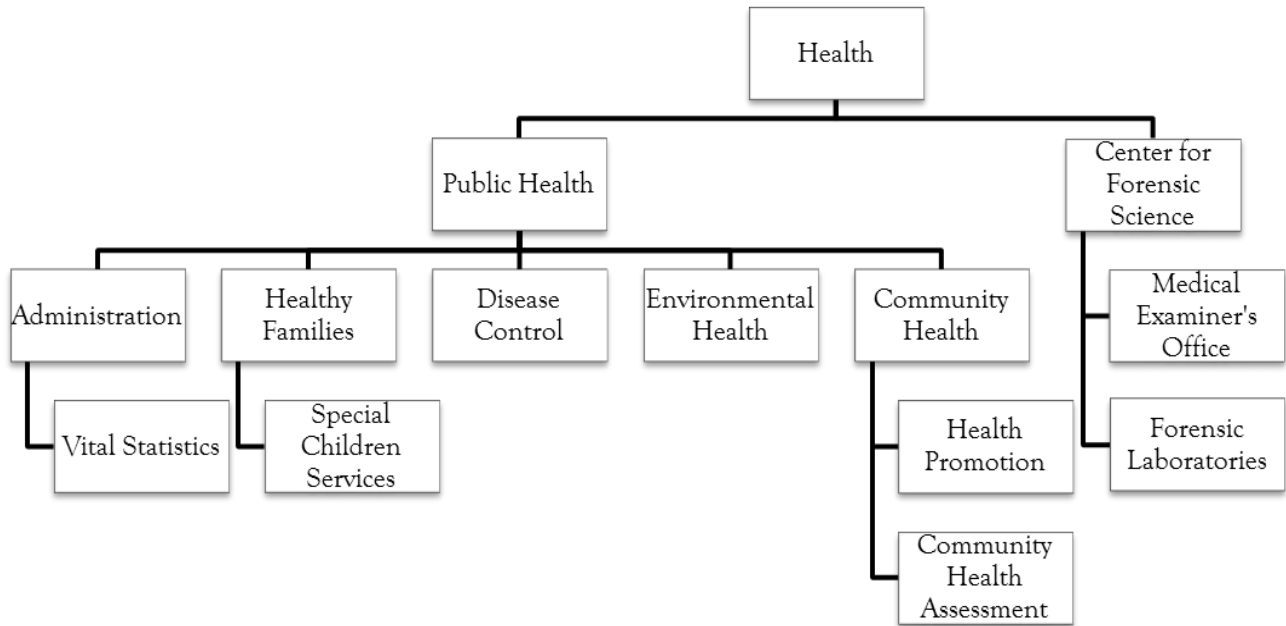 Health
Public Health
Center for
Forensic
Science
Administration
Healthy
Families
Disease
Control
Environmental
Health
Community
Health
Medical
Examiner's
Office
Vital Statistics
Special
Children
Services
Health
Promotion
Forensic
Laboratories
Community
Health
Assessment